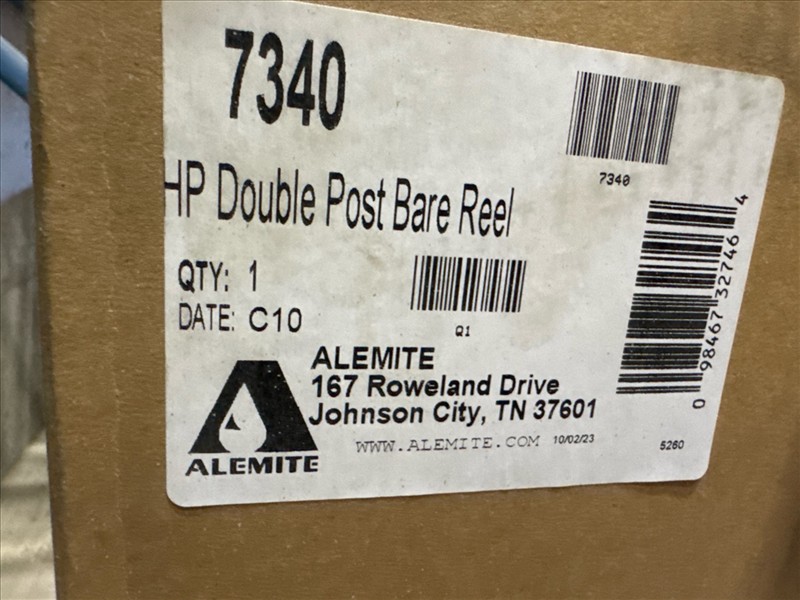 7340
7340
HP Double Post Bare Reel
0 98467 32746 4
QTY: 1
DATE: C10
Q1
ALEMITE
167 Roweland Drive
Johnson City, TN 37601
WWW.ALEMITE.COM 10/02/23
5260
ALEMITE